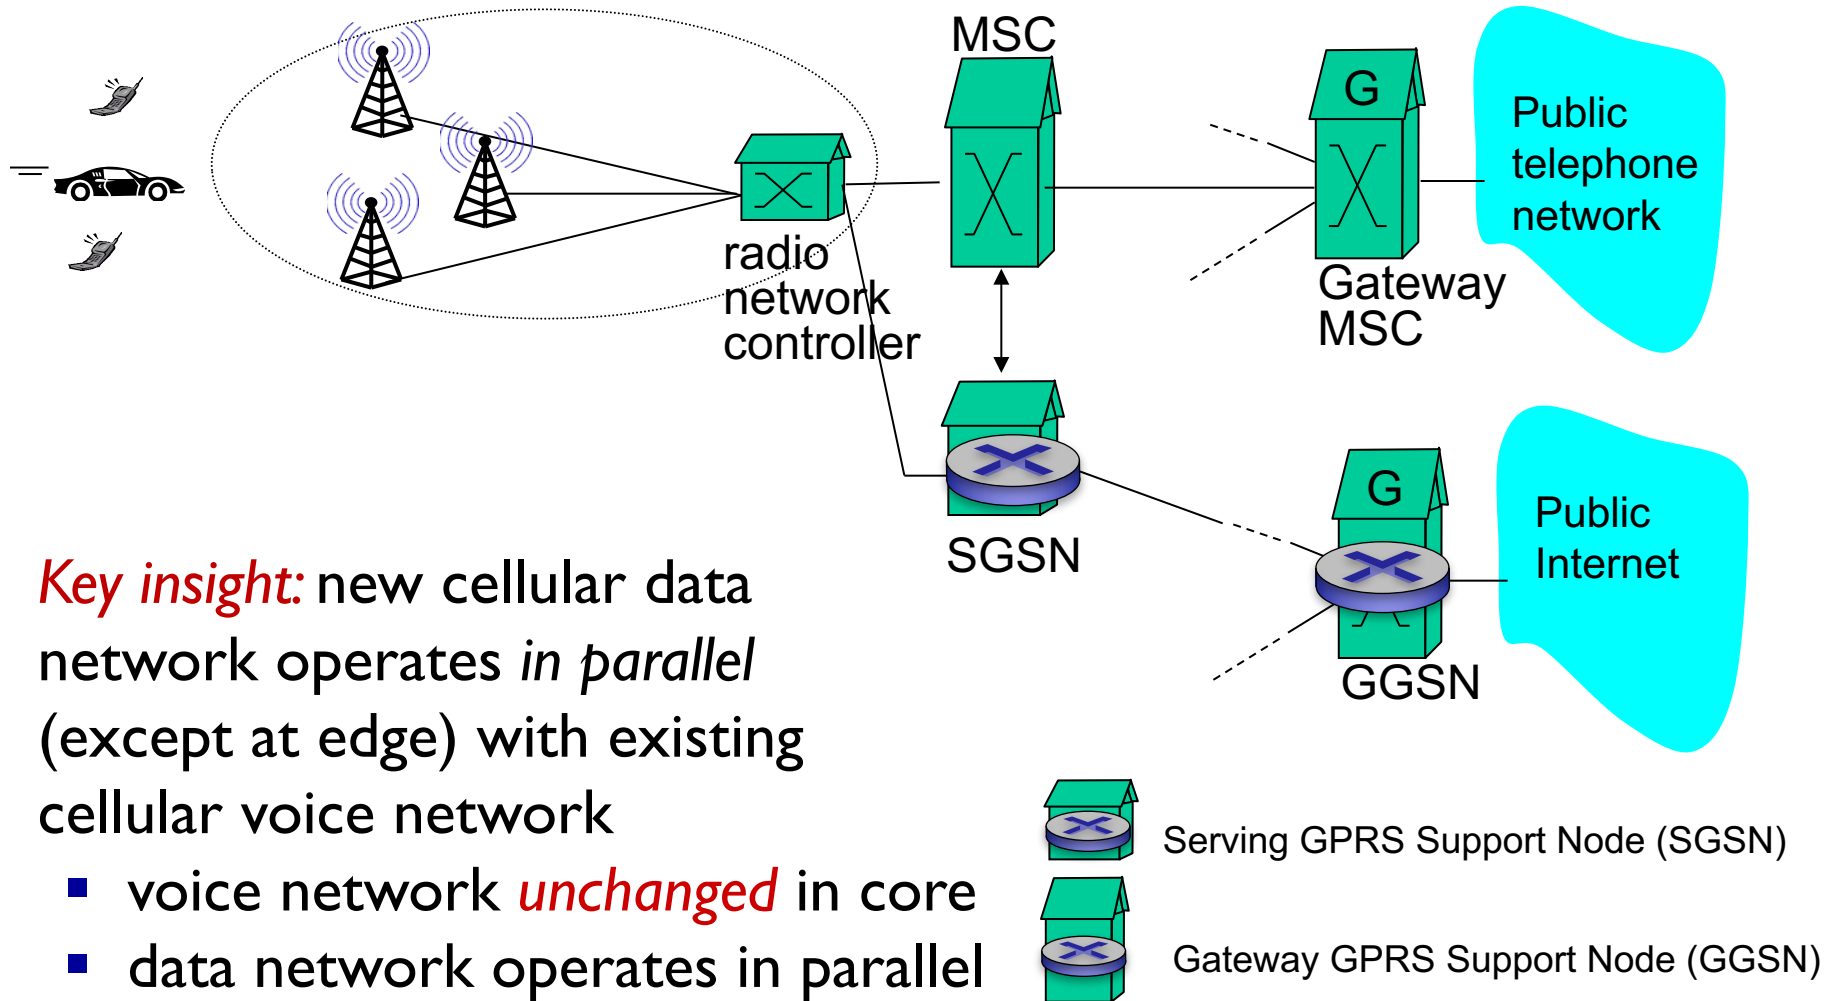 MSC
G
Public
telephone
network
radio
network
controller
Gateway
MSC
SGSN
G
Public
Internet
GGSN
Key insight: new cellular data
network operates in parallel
(except at edge) with existing
cellular voice network
▪ voice network unchanged in core
▪ data network operates in parallel
Serving GPRS Support Node (SGSN)
Gateway GPRS Support Node (GGSN)